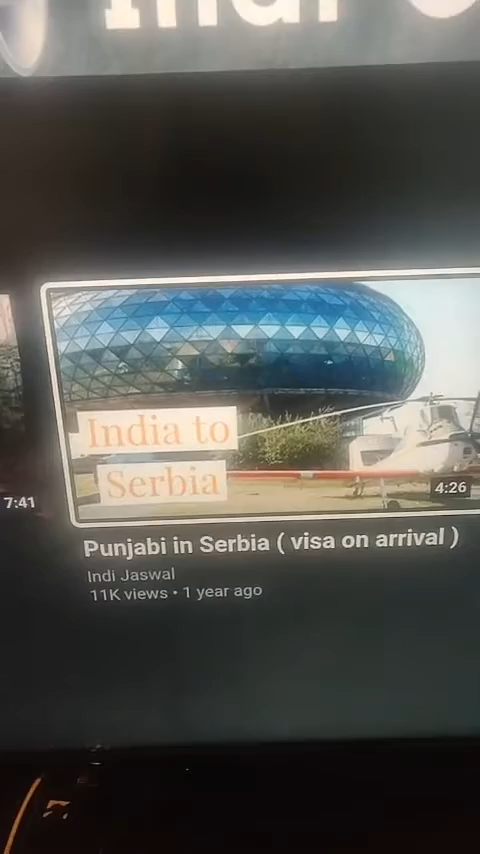 India to
Serbia
7:41
4:26
Punjabi in Serbia ( visa on arrival )
Indi Jaswal
11K views • 1 year ago